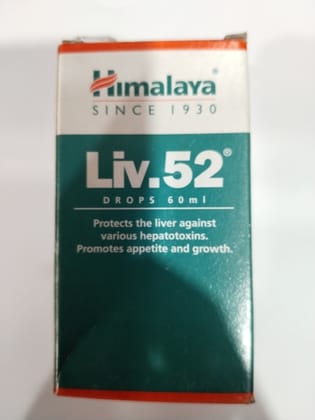 Himalaya®
SINCE 1930
Liv.52®
DROPS 60ml
Protects the liver against
various hepatotoxins.
Promotes appetite and growth.